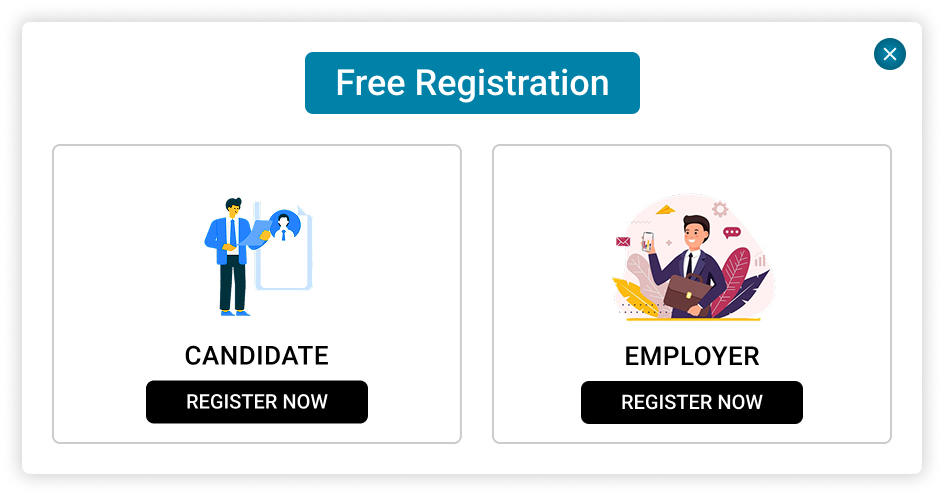 Free Registration
CANDIDATE
REGISTER NOW
EMPLOYER
REGISTER NOW